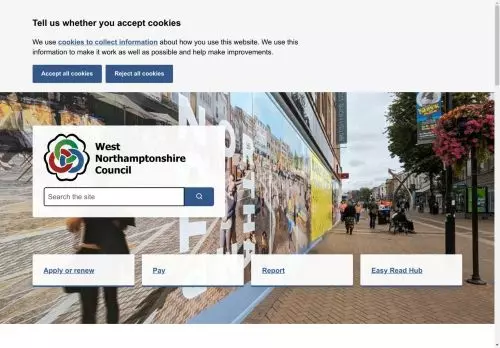 Tell us whether you accept cookies
We use cookies to collect information about how you use this website. We use this
information to make it work as well as possible and help make improvements.
Accept all cookies
Reject all cookies
West
Northamptonshire
Council
Search the site
Apply or renew
Pay
Report
Easy Read Hub